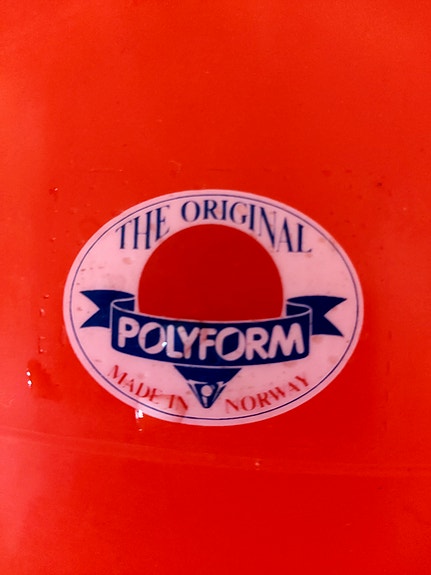 THE ORIGINAL
POLYFORM
MADE IN NORWAY